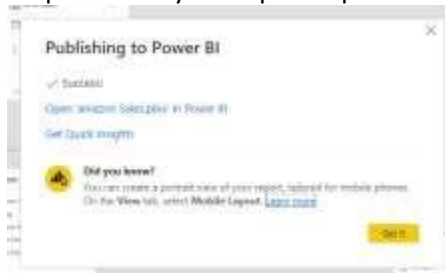 Publishing to Power BI
Success
Open 'amazon Sales.pbix' in Power BI
Get Quick Insights
Did you know?
You can create a portrait view of your report, tailored for mobile phones.
On the View tab, select Mobile Layout. Learn more
Got it